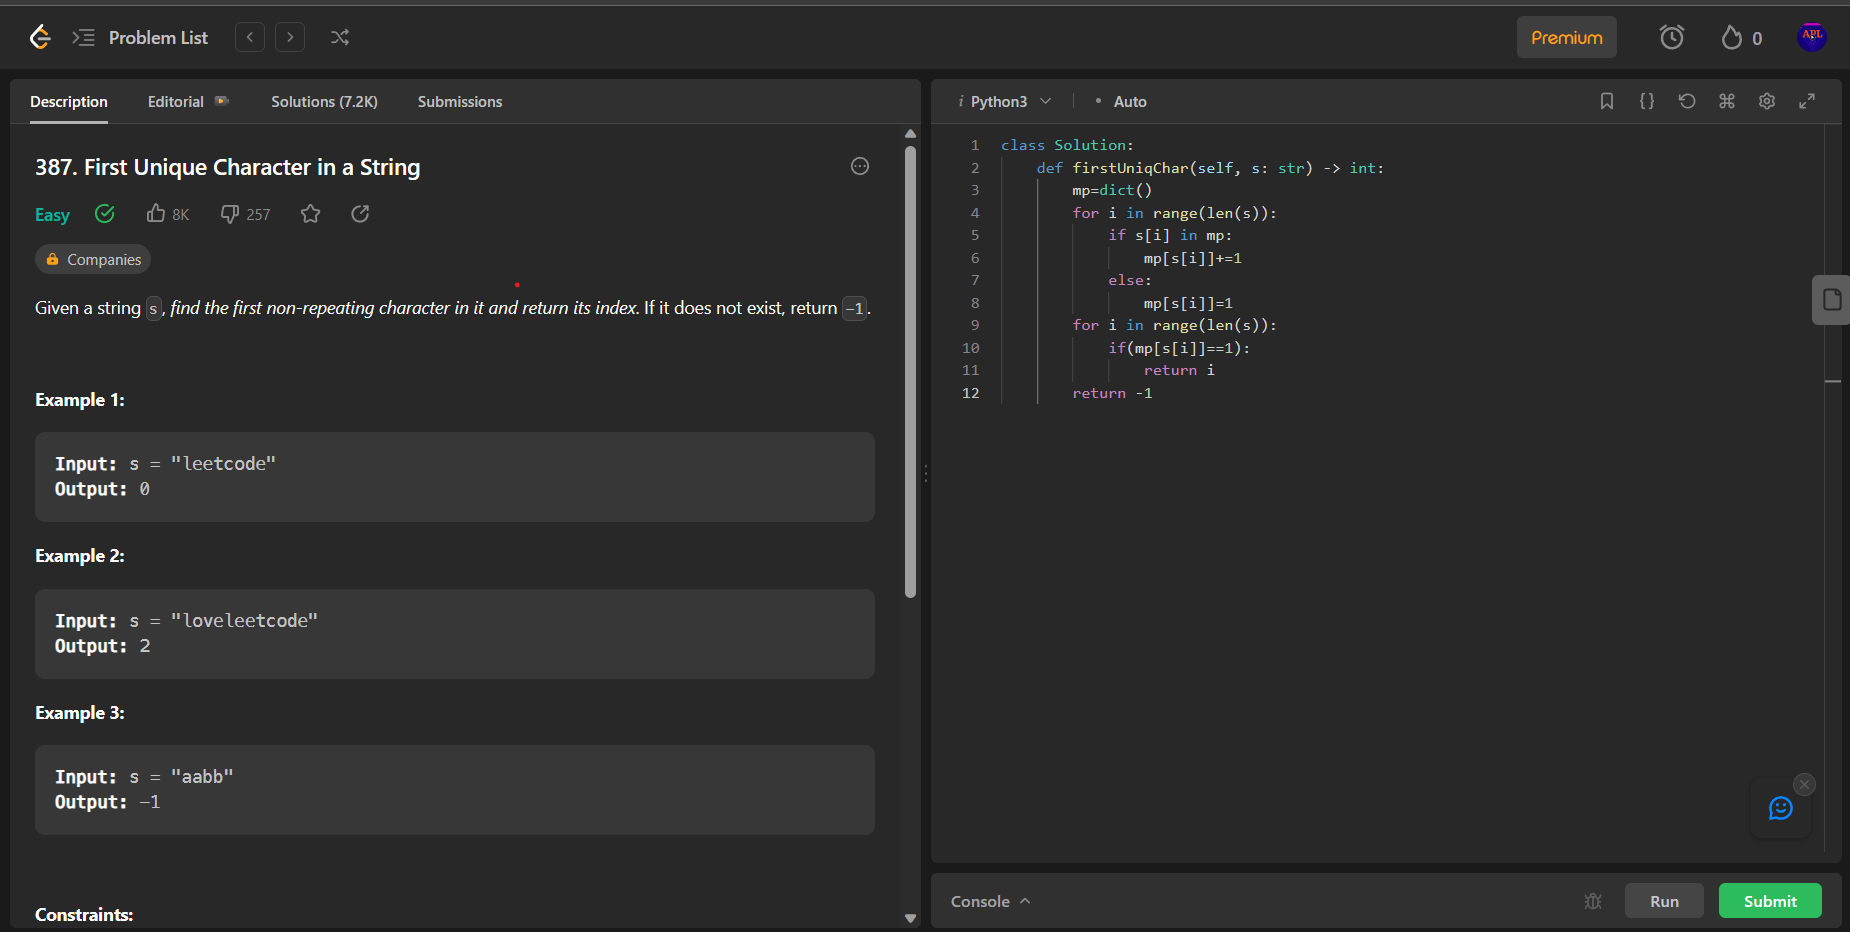 Problem List
Premium
0
APL
Description Editorial Solutions (7.2K) Submissions
387. First Unique Character in a String
Easy 8K 257
Companies
Given a string s, find the first non-repeating character in it and return its index. If it does not exist, return -1.
Example 1:
Input: s = "leetcode"
Output: 0
Example 2:
Input: s = "loveleetcode"
Output: 2
Example 3:
Input: s = "aabb"
Output: -1
Constraints:
i Python3 • Auto
1 class Solution:
2     def firstUniqChar(self, s: str) -> int:
3         mp=dict()
4         for i in range(len(s)):
5             if s[i] in mp:
6                 mp[s[i]]+=1
7             else:
8                 mp[s[i]]=1
9         for i in range(len(s)):
10             if(mp[s[i]]==1):
11                 return i
12         return -1
Console
Run
Submit